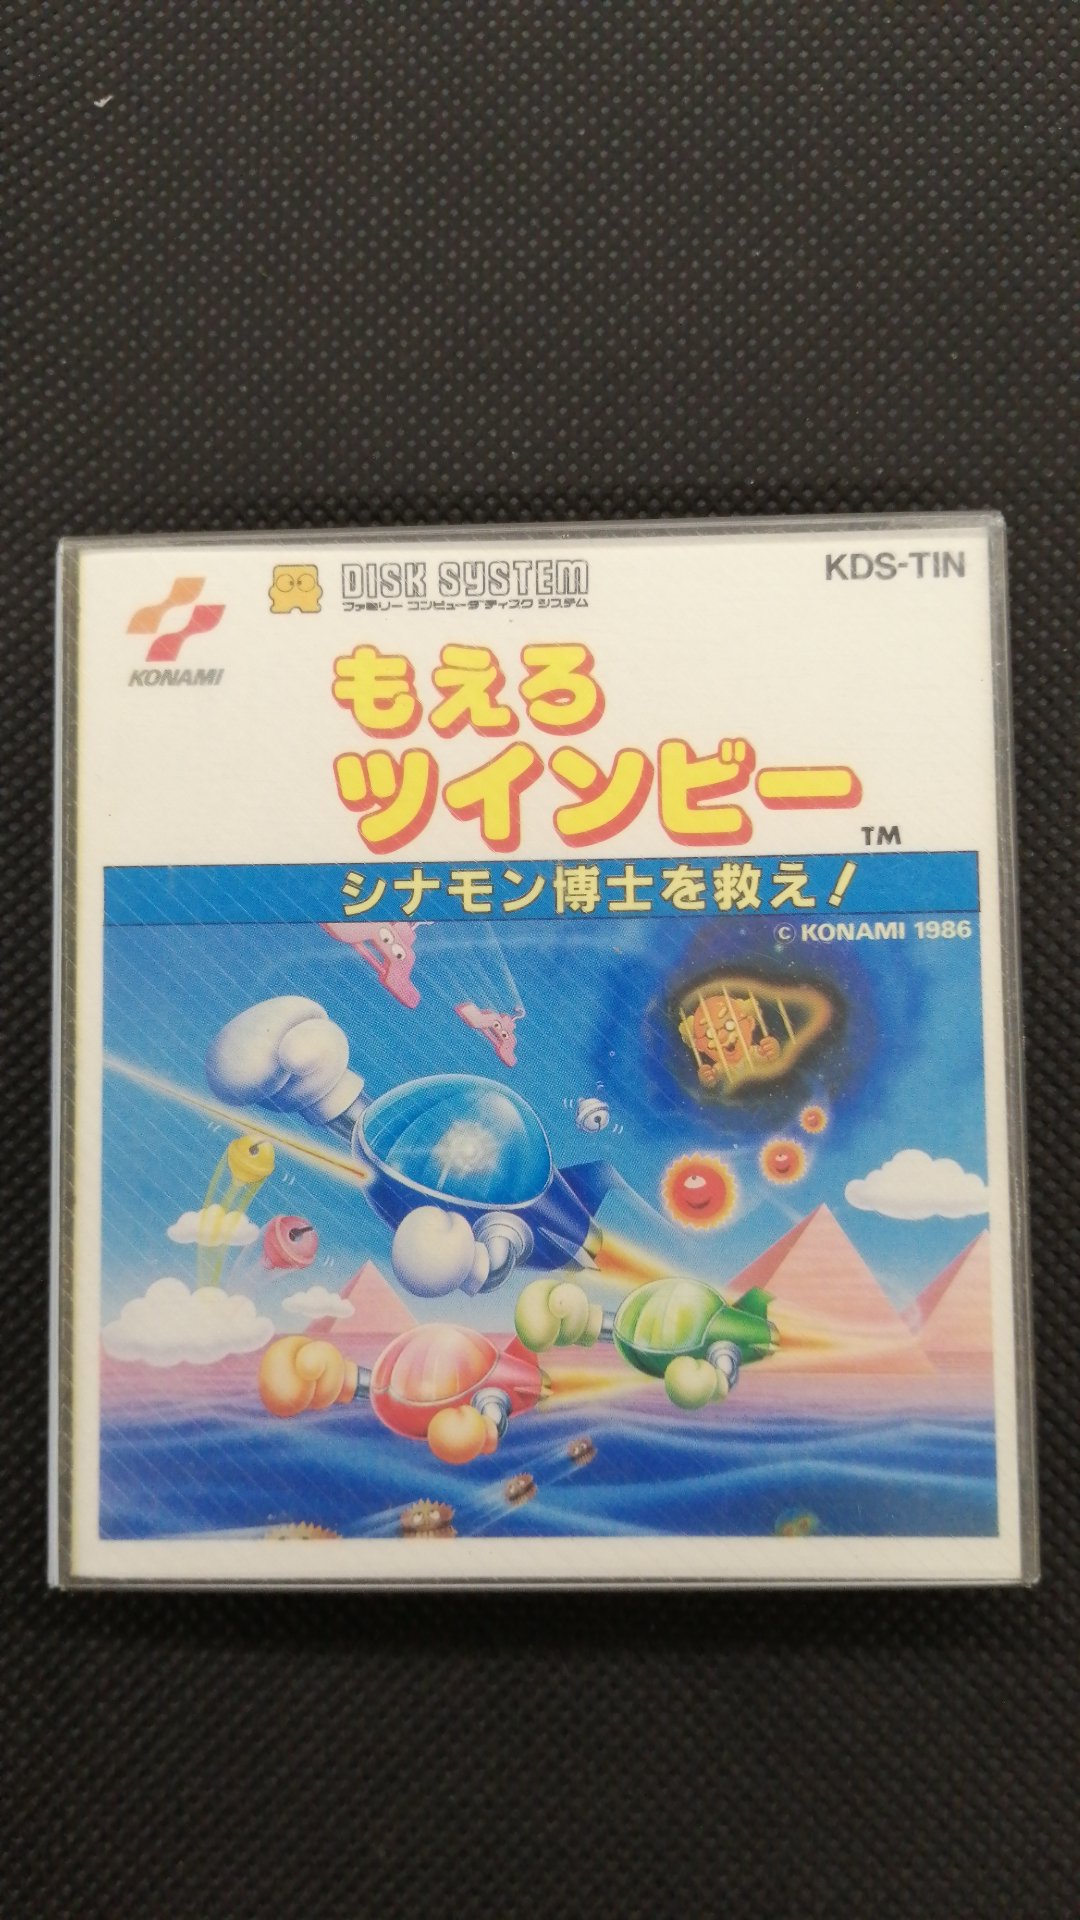 KDS-TIN
DISK SYSTEM
ファミリー コンピュータ ディスク システム
KONAMI
もえろ
ツインビー
TM
シナモン博士を救え!
© KONAMI 1986